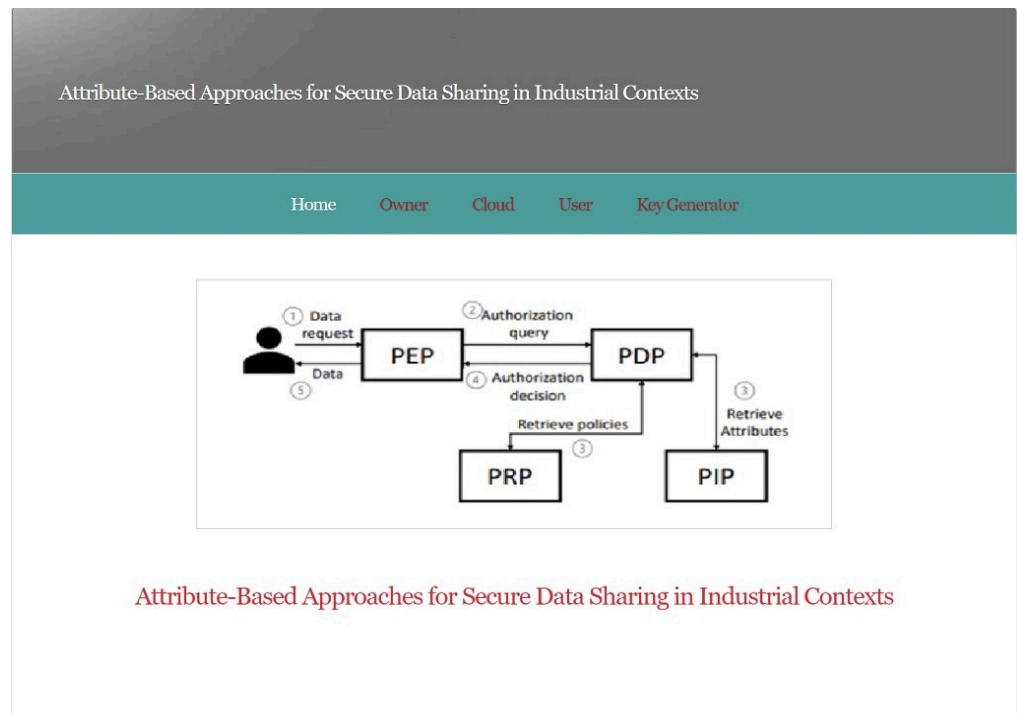 Attribute-Based Approaches for Secure Data Sharing in Industrial Contexts
Home Owner Cloud User Key Generator
1 Data
request
PEP
Data
5
2 Authorization
query
4 Authorization
decision
PDP
3
Retrieve
Attributes
Retrieve policies
3
PRP
PIP
Attribute-Based Approaches for Secure Data Sharing in Industrial Contexts